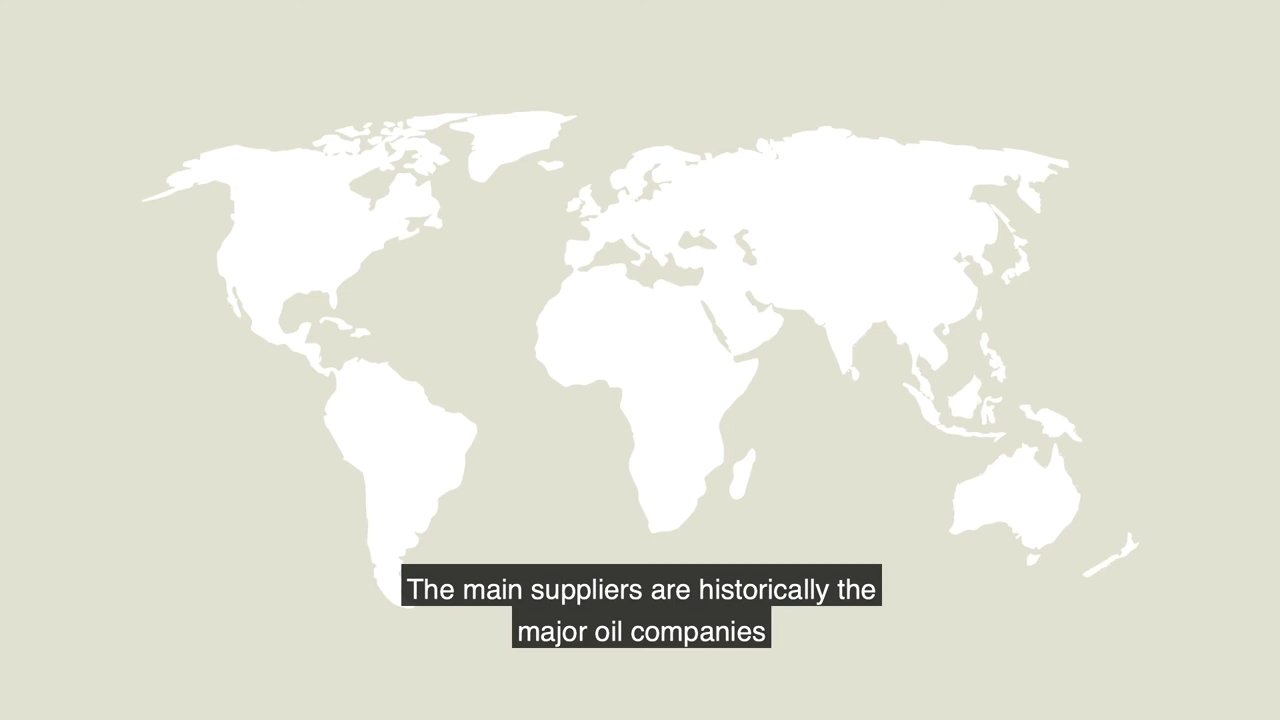 The main suppliers are historically the
major oil companies